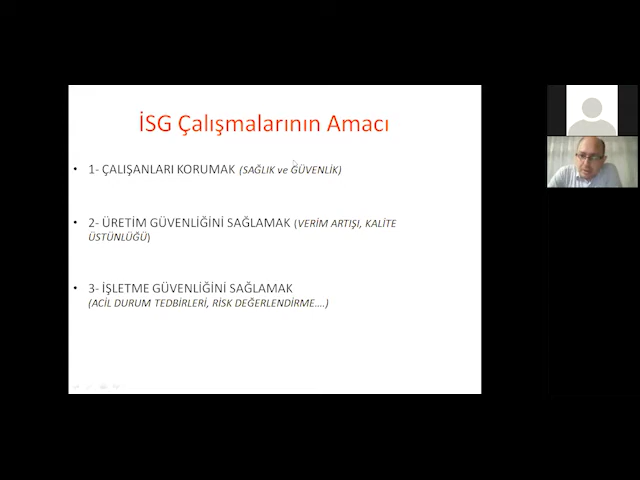 İSG Çalışmalarının Amacı
• 1- ÇALIŞANLARI KORUMAK (SAĞLIK ve GÜVENLİK)
• 2- ÜRETİM GÜVENLİĞİNİ SAĞLAMAK (VERİM ARTIŞI, KALİTE
ÜSTÜNLÜĞÜ)
• 3- İŞLETME GÜVENLİĞİNİ SAĞLAMAK
(ACİL DURUM TEDBİRLERİ, RİSK DEĞERLENDİRME....)